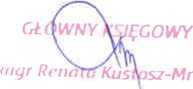 GŁÓWNY KSIĘGOWY
mgr Renata Kustosz-Mr